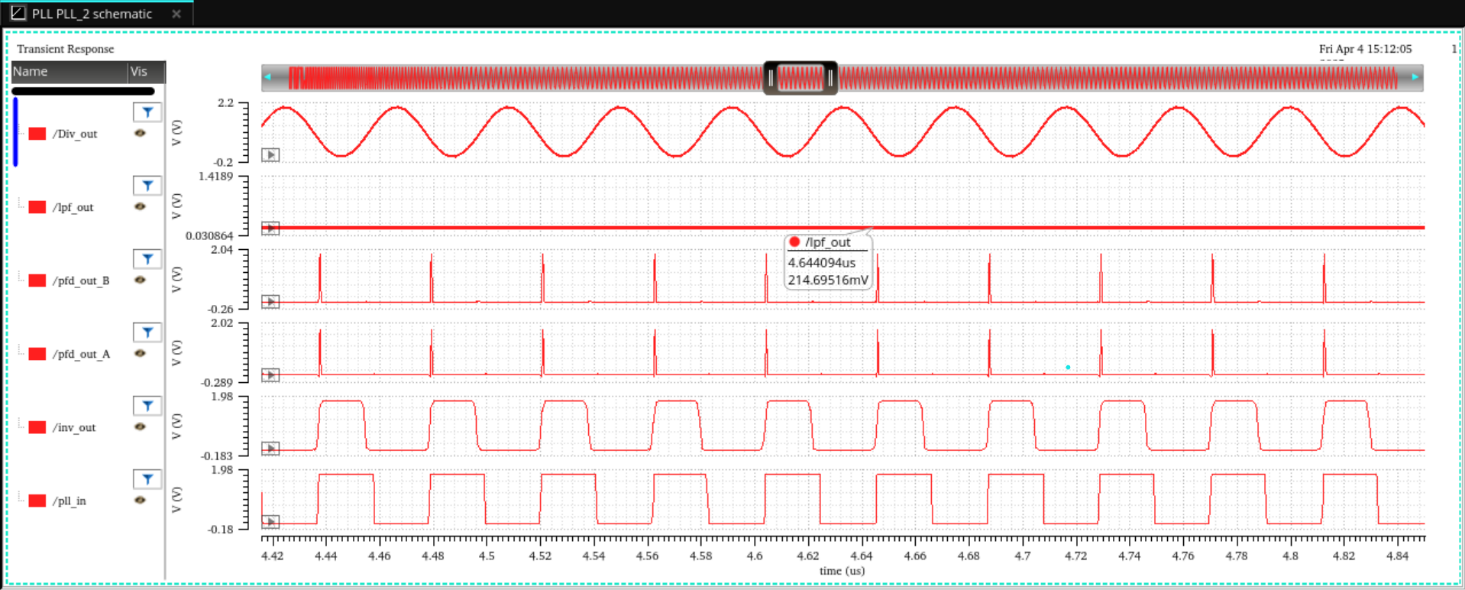 PLL PLL_2 schematic
Transient Response
Fri Apr 4 15:12:05
1
Name Vis
/Div_out
V (V)
2.2
-0.2
/lpf_out
V (V)
1.4189
0.030864
/lpf_out
4.644094us
214.69516mV
/pfd_out_B
V (V)
2.04
-0.26
/pfd_out_A
V (V)
2.02
-0.289
/inv_out
V (V)
1.98
-0.183
/pll_in
V (V)
1.98
-0.18
4.42 4.44 4.46 4.48 4.5 4.52 4.54 4.56 4.58 4.6 4.62 4.64 4.66 4.68 4.7 4.72 4.74 4.76 4.78 4.8 4.82 4.84
time (us)